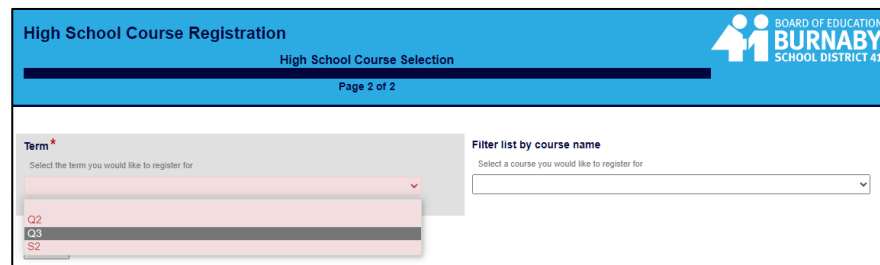 High School Course Registration
BOARD OF EDUCATION
BURNABY
SCHOOL DISTRICT 41
High School Course Selection
Page 2 of 2
Term*
Select the term you would like to register for
Q2
Q3
S2
Filter list by course name
Select a course you would like to register for